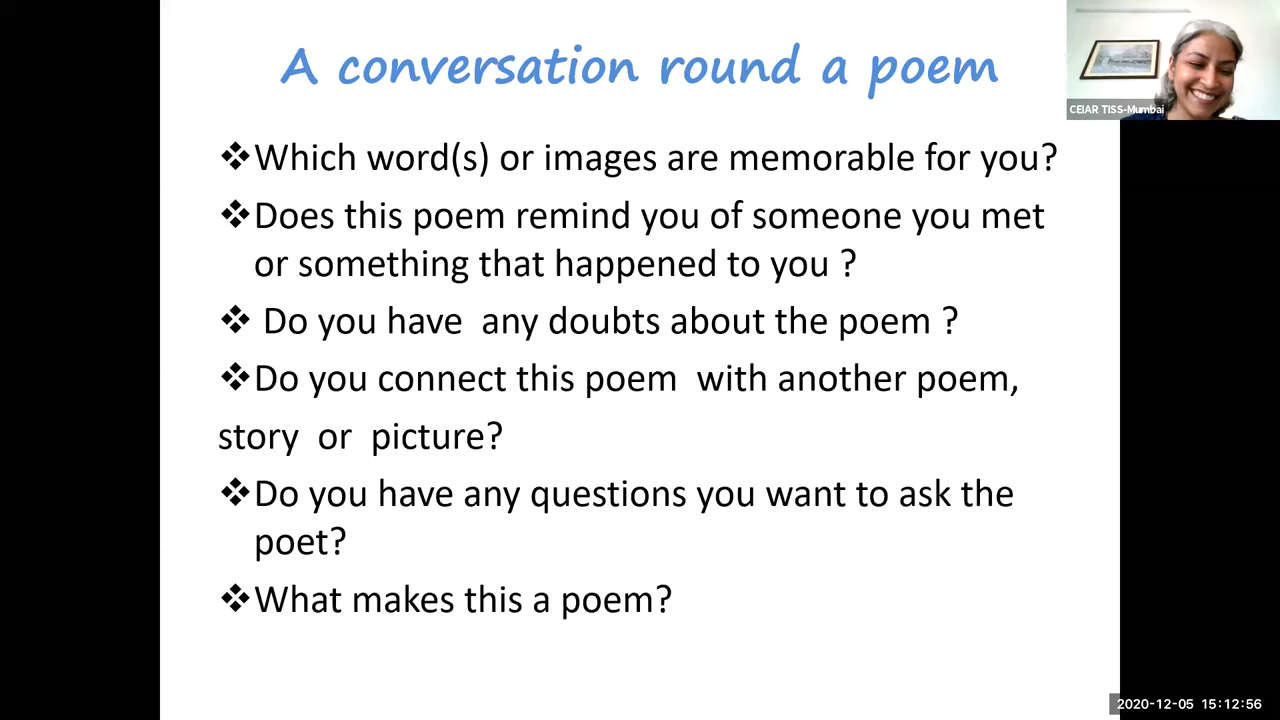 A conversation round a poem
CEIAR TISS-Mumbai
❖Which word(s) or images are memorable for you?
❖Does this poem remind you of someone you met
or something that happened to you ?
❖ Do you have  any doubts about the poem ?
❖Do you connect this poem  with another poem,
story  or  picture?
❖Do you have any questions you want to ask the
poet?
❖What makes this a poem?
2020-12-05 15:12:56